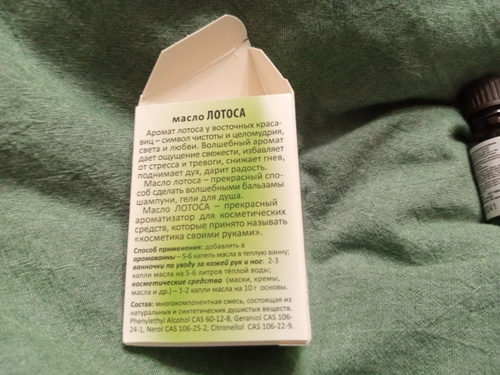 масло ЛОТОСА
Аромат лотоса у восточных краса-
виц – символ чистоты и целомудрия,
света и любви. Волшебный аромат
дает ощущение свежести, избавляет
от стресса и тревоги, снижает гнев,
поднимает дух, дарит радость.
Масло лотоса – прекрасный спо-
соб сделать волшебными бальзамы
шампуни, гели для душа.
Масло ЛОТОСА – прекрасный
ароматизатор для косметических
средств, которые принято называть
«косметика своими руками».
Способ применения: добавлять в
аромаванны – 5-6 капель масла в теплую ванну;
ванночки по уходу за кожей рук и ног: 2-3
капли масла на 5-6 литров тёплой воды;
косметические средства (маски, кремы,
масла и др.) – 1-2 капли масла на 10 г основы.
Состав: многокомпонентная смесь, состоящая из
натуральных и синтетических душистых веществ.
Phenylethyl Alcohol CAS 60-12-8, Geraniol CAS 106-
24-1, Nerol CAS 106-25-2, Citronellol CAS 106-22-9.